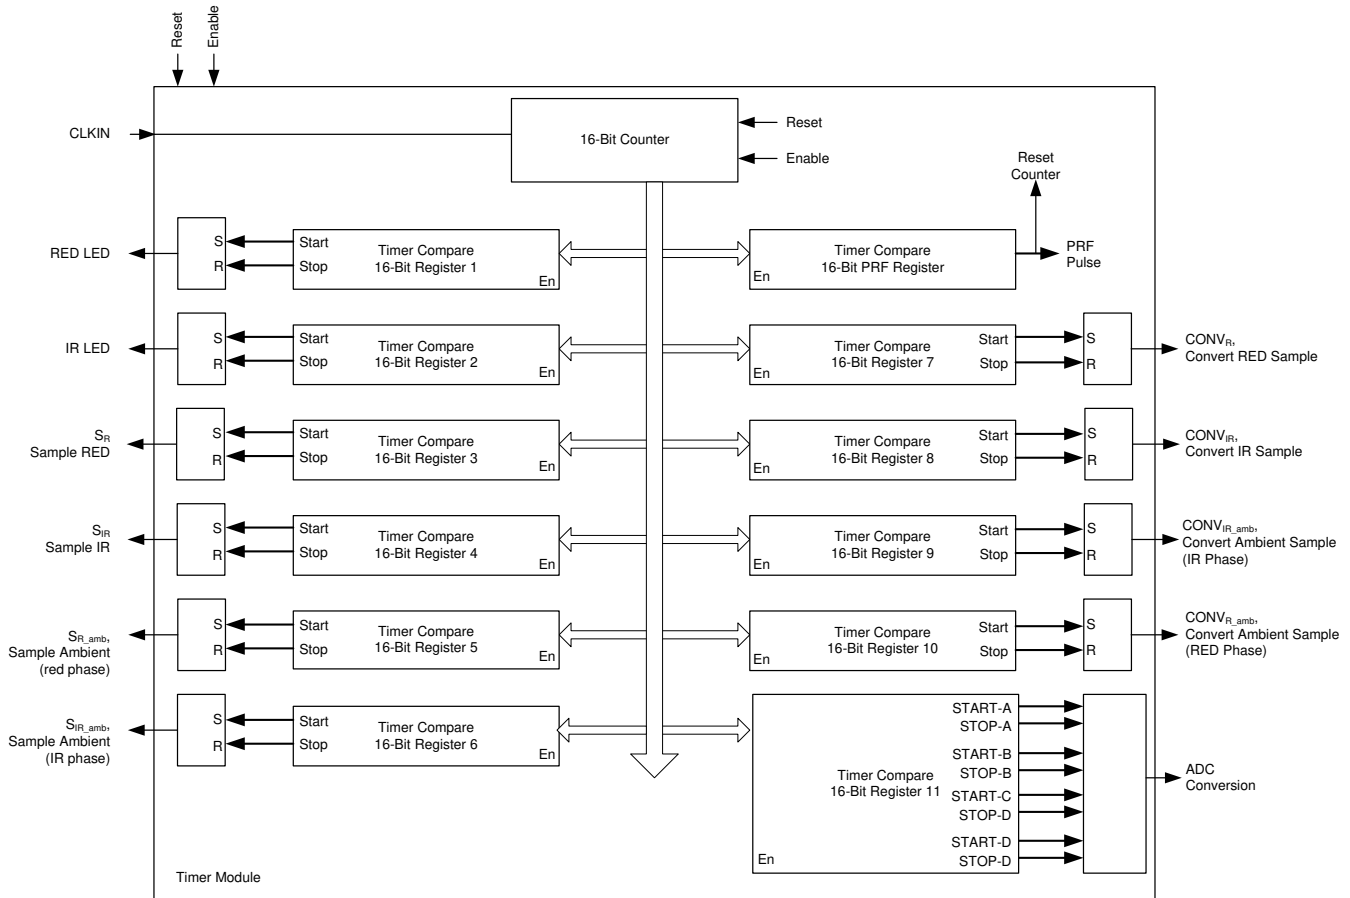 Reset
Enable
CLKIN
16-Bit Counter
Reset
Enable
Reset
Counter
RED LED
S
R
Start
Stop
Timer Compare
16-Bit Register 1
En
Timer Compare
16-Bit PRF Register
En
PRF
Pulse
IR LED
S
R
Start
Stop
Timer Compare
16-Bit Register 2
En
Timer Compare
16-Bit Register 7
En
Start
Stop
S
R
CONVR,
Convert RED Sample
SR
Sample RED
S
R
Start
Stop
Timer Compare
16-Bit Register 3
En
Timer Compare
16-Bit Register 8
En
Start
Stop
S
R
CONVIR,
Convert IR Sample
SIR
Sample IR
S
R
Start
Stop
Timer Compare
16-Bit Register 4
En
Timer Compare
16-Bit Register 9
En
Start
Stop
S
R
CONVIR_amb,
Convert Ambient Sample
(IR Phase)
SR_amb,
Sample Ambient
(red phase)
S
R
Start
Stop
Timer Compare
16-Bit Register 5
En
Timer Compare
16-Bit Register 10
En
Start
Stop
S
R
CONVR_amb,
Convert Ambient Sample
(RED Phase)
SIR_amb,
Sample Ambient
(IR phase)
S
R
Start
Stop
Timer Compare
16-Bit Register 6
En
Timer Compare
16-Bit Register 11
En
START-A
STOP-A
START-B
STOP-B
START-C
STOP-D
START-D
STOP-D
ADC
Conversion
Timer Module